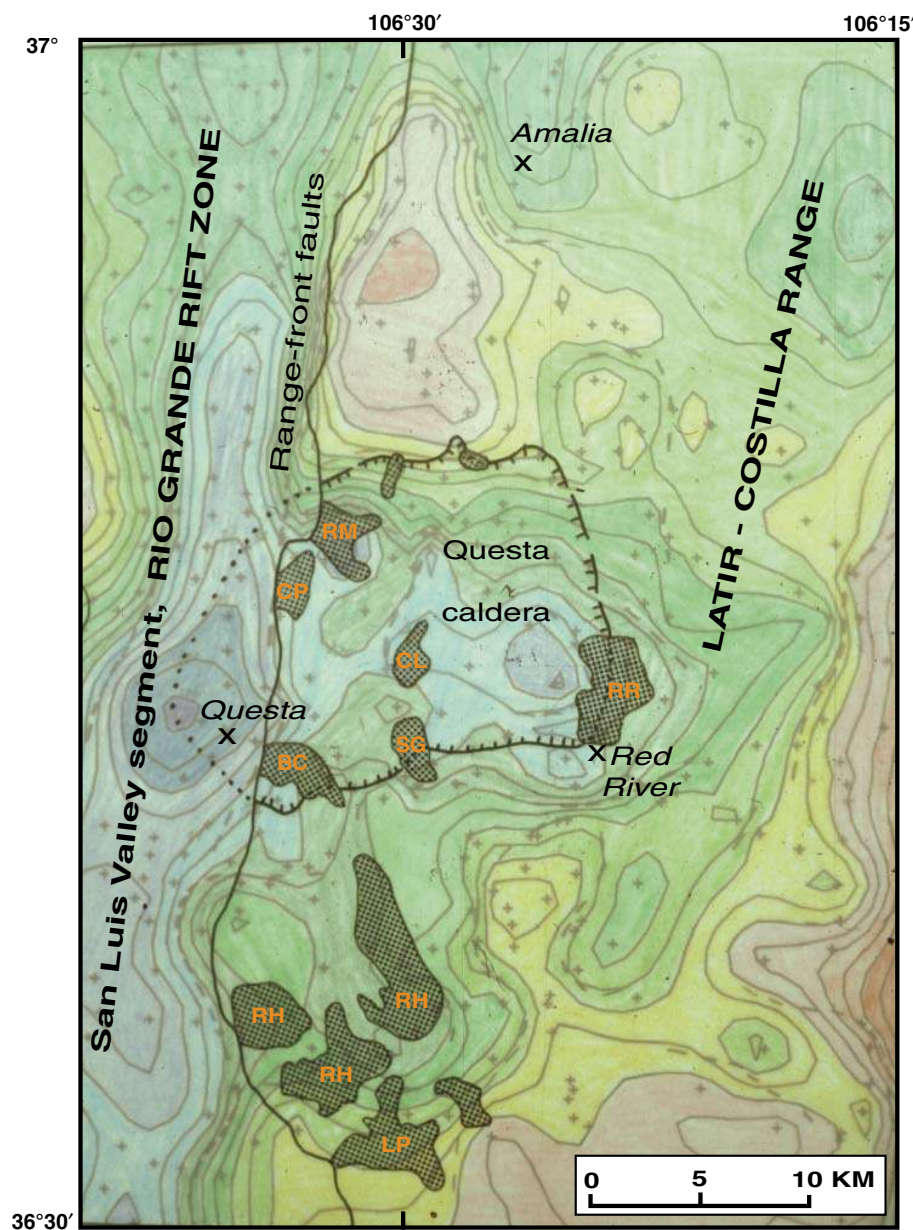 106°30′
106°15′
37°
Amalia
x
Range-front faults
San Luis Valley segment, RIO GRANDE RIFT ZONE
LATIR - COSTILLA RANGE
RM
Questa
caldera
CP
CL
RR
Questa
x
SG
BC
x Red
River
RH
RH
RH
LP
0 5 10 KM
36°30′